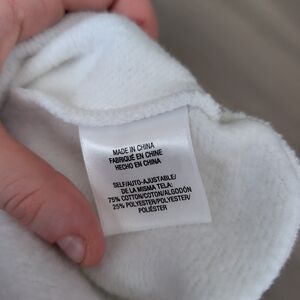 MADE IN CHINA
FABRIQUÉ EN CHINE
HECHO EN CHINA
SELF/AUTO-AJUSTABLE/
DE LA MISMA TELA:
75% COTTON/COTON/ALGODÓN
25% POLYESTER/POLYESTER/
POLIÉSTER